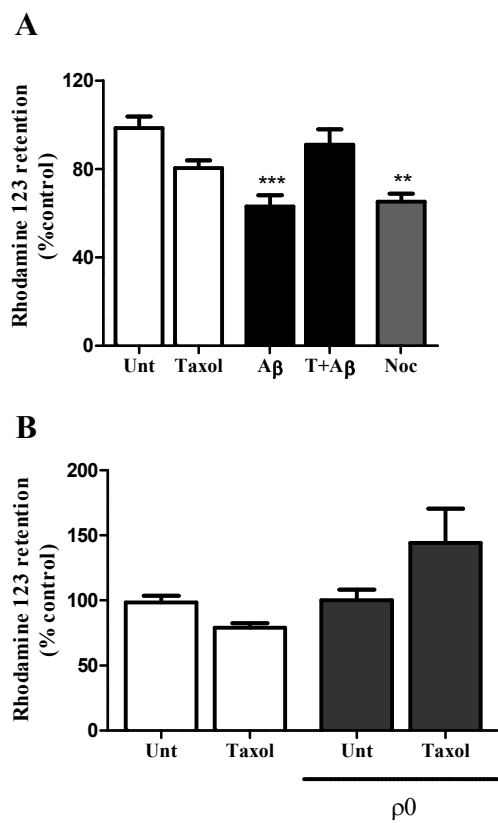 A
Rhodamine 123 retention
(%control)
120
80
40
0
***
**
Unt Taxol Aβ T+Aβ Noc
B
Rhodamine 123 retention
(% control)
200
150
100
50
0
Unt Taxol Unt Taxol
ρ0